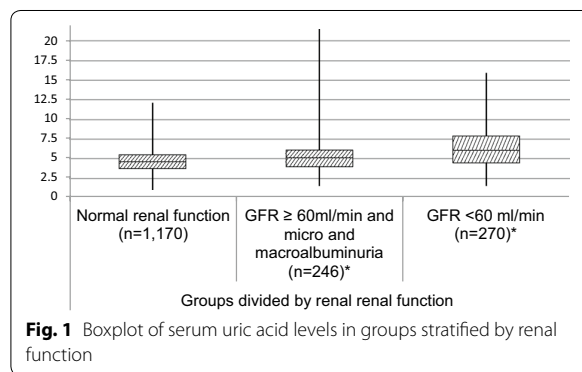 20
17.5
15
12.5
10
7.5
5
2.5
0
Normal renal function
(n=1,170)
GFR ≥ 60ml/min and
micro and
macroalbuminuria
(n=246)*
GFR <60 ml/min
(n=270)*
Groups divided by renal renal function
Fig. 1 Boxplot of serum uric acid levels in groups stratified by renal
function